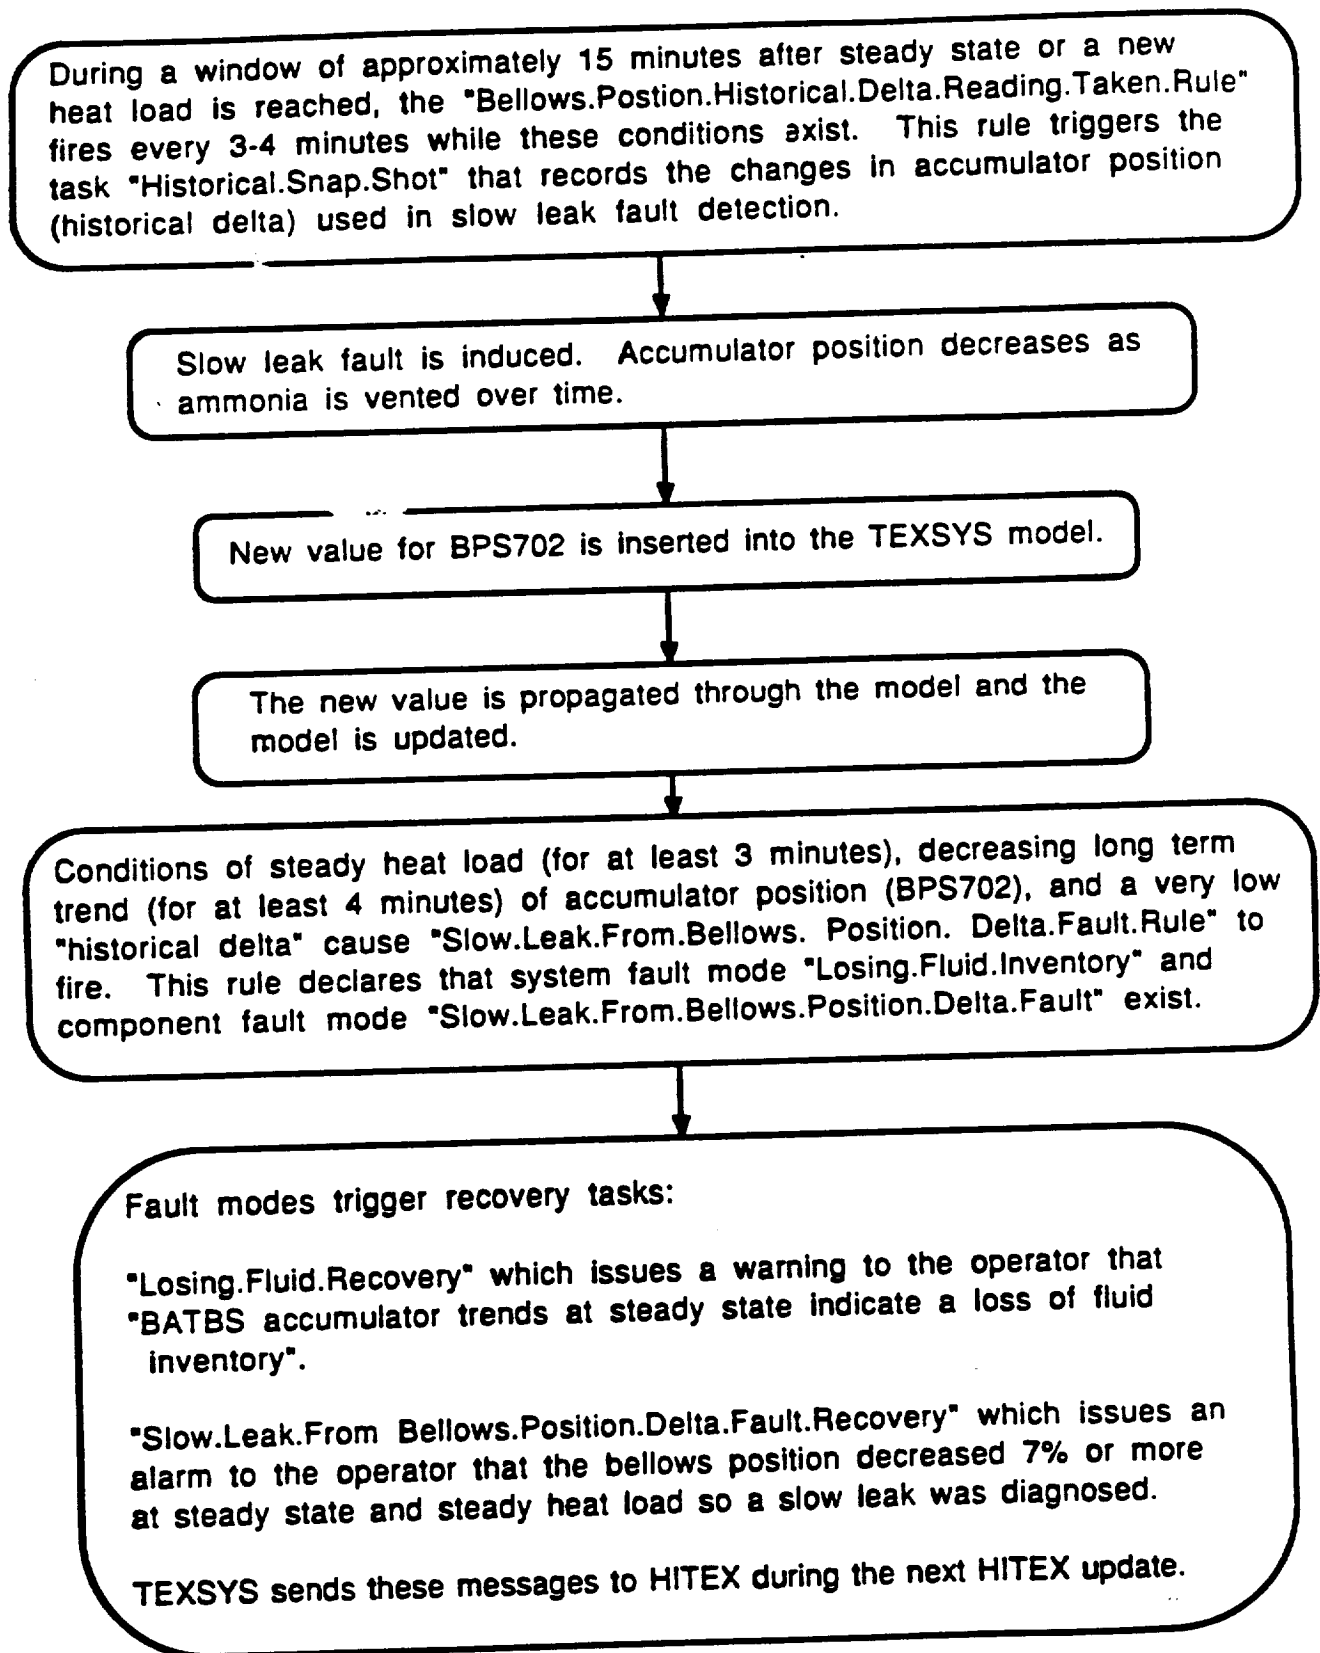 During a window of approximately 15 minutes after steady state or a new
heat load is reached, the "Bellows.Postion.Historical.Delta.Reading.Taken.Rule"
fires every 3-4 minutes while these conditions exist. This rule triggers the
task "Historical.Snap.Shot" that records the changes in accumulator position
(historical delta) used in slow leak fault detection.
Slow leak fault is induced. Accumulator position decreases as
ammonia is vented over time.
New value for BPS702 is inserted into the TEXSYS model.
The new value is propagated through the model and the
model is updated.
Conditions of steady heat load (for at least 3 minutes), decreasing long term
trend (for at least 4 minutes) of accumulator position (BPS702), and a very low
"historical delta" cause "Slow.Leak.From.Bellows. Position. Delta.Fault.Rule" to
fire. This rule declares that system fault mode "Losing.Fluid.Inventory" and
component fault mode "Slow.Leak.From.Bellows.Position.Delta.Fault" exist.
Fault modes trigger recovery tasks:
"Losing.Fluid.Recovery" which issues a warning to the operator that
"BATBS accumulator trends at steady state indicate a loss of fluid
inventory".
"Slow.Leak.From Bellows.Position.Delta.Fault.Recovery" which issues an
alarm to the operator that the bellows position decreased 7% or more
at steady state and steady heat load so a slow leak was diagnosed.
TEXSYS sends these messages to HITEX during the next HITEX update.